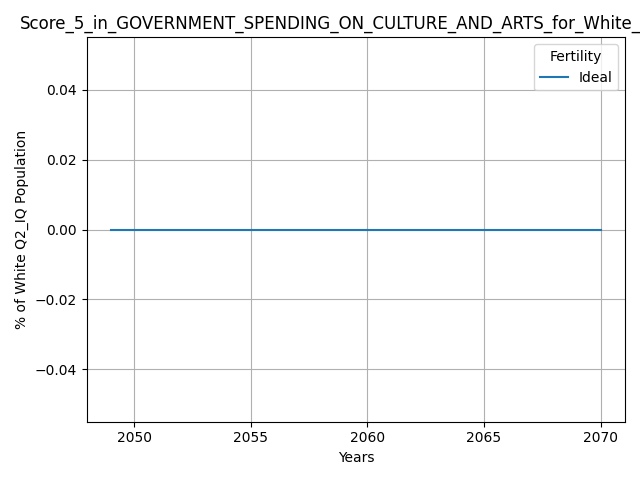 Score_5_in_GOVERNMENT_SPENDING_ON_CULTURE_AND_ARTS_for_White_
Fertility
Ideal
0.04
0.02
0.00
−0.02
−0.04
% of White Q2_IQ Population
2050 2055 2060 2065 2070
Years